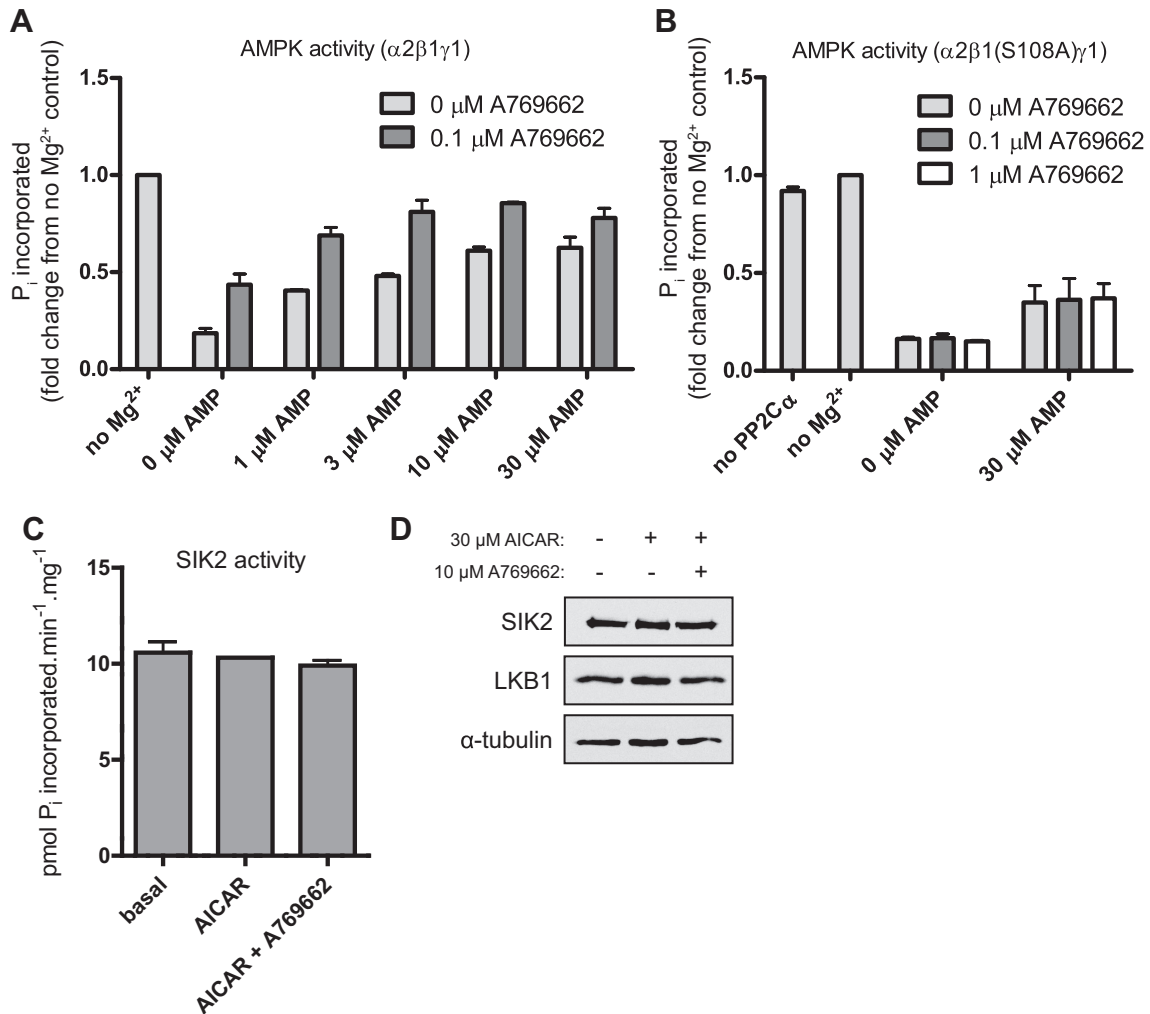 A
AMPK activity (α2β1γ1)
Pi incorporated
(fold change from no Mg2+ control)
1.5
1.0
0.5
0.0
0 μM A769662
0.1 μM A769662
no Mg2+
0 μM AMP
1 μM AMP
3 μM AMP
10 μM AMP
30 μM AMP
B
AMPK activity (α2β1(S108A)γ1)
Pi incorporated
(fold change from no Mg2+ control)
1.5
1.0
0.5
0.0
0 μM A769662
0.1 μM A769662
1 μM A769662
no PP2Cα
no Mg2+
0 μM AMP
30 μM AMP
C
SIK2 activity
pmol Pi incorporated.min-1.mg-1
15
10
5
0
basal
AICAR
AICAR + A769662
D
30 μM AICAR: - + +
10 μM A769662: - - +
SIK2
LKB1
α-tubulin